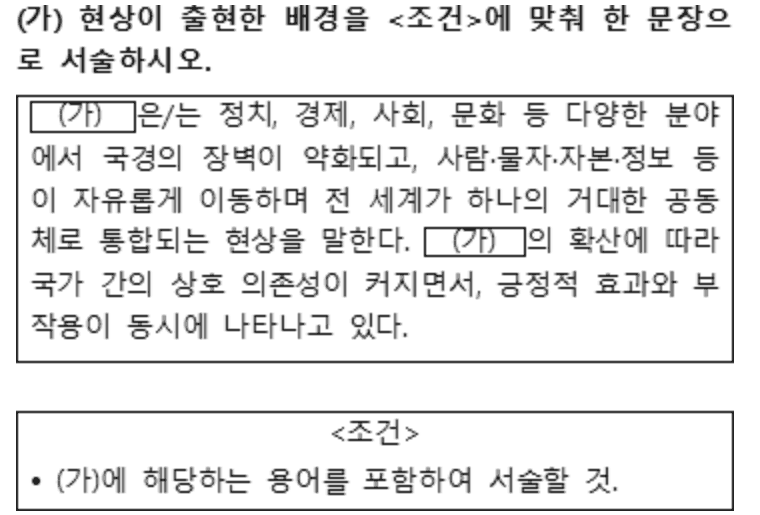 (가) 현상이 출현한 배경을 <조건>에 맞춰 한 문장으
로 서술하시오.
(가) 은/는 정치, 경제, 사회, 문화 등 다양한 분야
에서 국경의 장벽이 약화되고, 사람·물자·자본·정보 등
이 자유롭게 이동하며 전 세계가 하나의 거대한 공동
체로 통합되는 현상을 말한다. (가) 의 확산에 따라
국가 간의 상호 의존성이 커지면서, 긍정적 효과와 부
작용이 동시에 나타나고 있다.
<조건>
• (가)에 해당하는 용어를 포함하여 서술할 것.